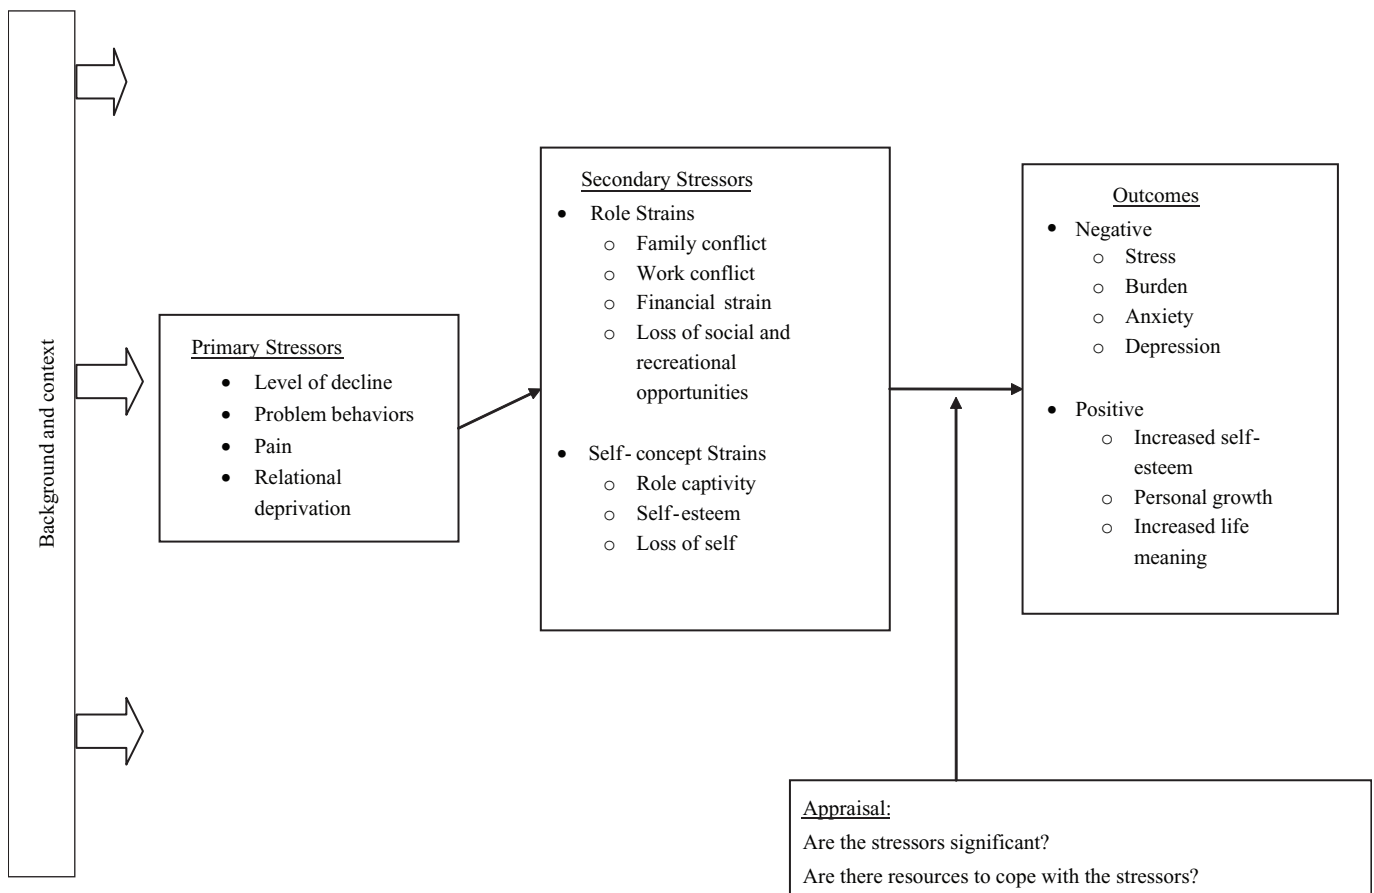 Background and context
Primary Stressors
• Level of decline
• Problem behaviors
• Pain
• Relational
deprivation
Secondary Stressors
• Role Strains
o Family conflict
o Work conflict
o Financial strain
o Loss of social and
recreational
opportunities
• Self-concept Strains
o Role captivity
o Self-esteem
o Loss of self
Outcomes
• Negative
o Stress
o Burden
o Anxiety
o Depression
• Positive
o Increased self-
esteem
o Personal growth
o Increased life
meaning
Appraisal:
Are the stressors significant?
Are there resources to cope with the stressors?